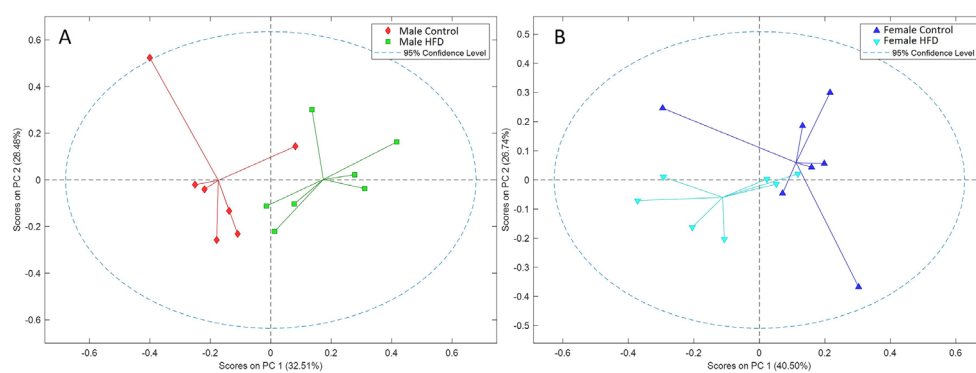 A
Male Control
Male HFD
95% Confidence Level
0.6
0.4
0.2
0
-0.2
-0.4
-0.6
Scores on PC 2 (28.48%)
-0.6
-0.4
-0.2
0
0.2
0.4
0.6
Scores on PC 1 (32.51%)
B
Female Control
Female HFD
95% Confidence Level
0.5
0.4
0.3
0.2
0.1
0
-0.1
-0.2
-0.3
-0.4
-0.5
Scores on PC 2 (26.74%)
-0.6
-0.4
-0.2
0
0.2
0.4
0.6
Scores on PC 1 (40.50%)